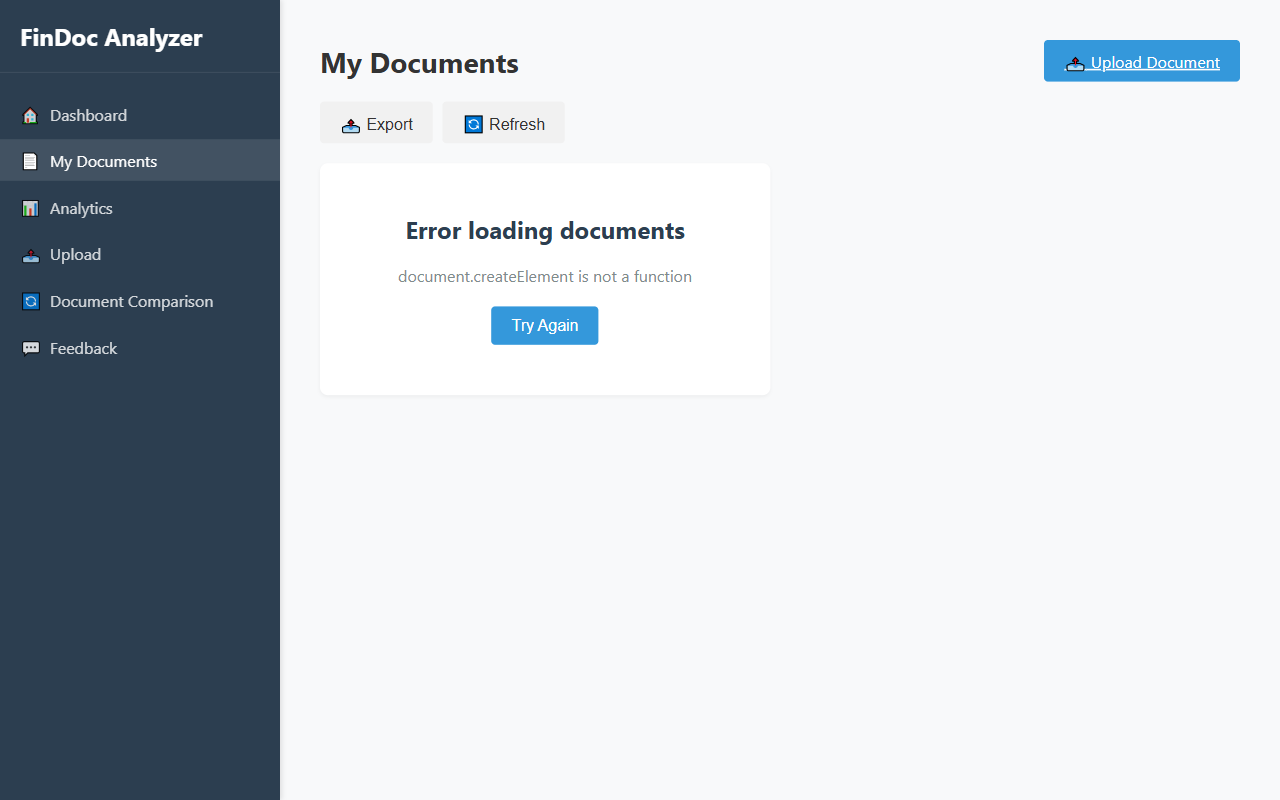 FinDoc Analyzer
Dashboard
My Documents
Analytics
Upload
Document Comparison
Feedback
My Documents
Upload Document
Export
Refresh
Error loading documents
document.createElement is not a function
Try Again